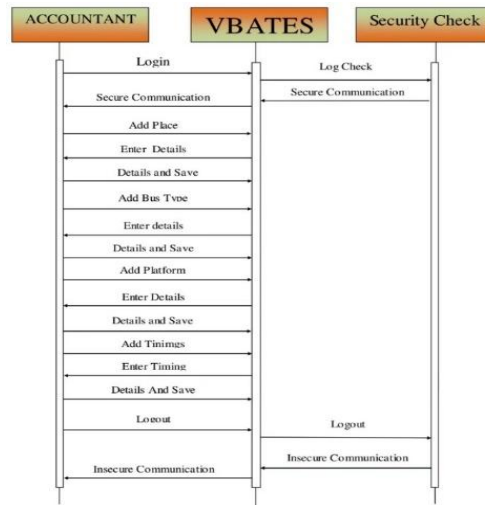 ACCOUNTANT
VBATES
Security Check
Login
Log Check
Secure Communication
Secure Communication
Add Place
Enter Details
Details and Save
Add Bus Type
Enter details
Details and Save
Add Platform
Enter Details
Details and Save
Add Tinimgs
Enter Timing
Details And Save
Logout
Logout
Insecure Communication
Insecure Communication